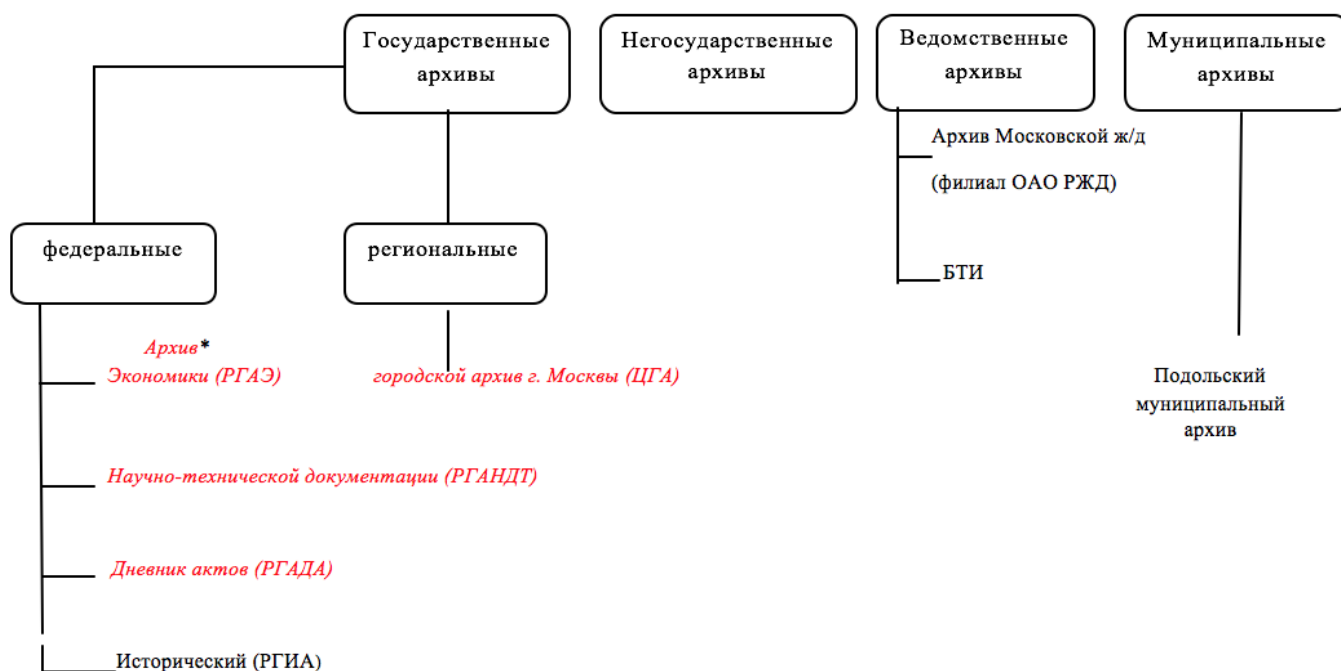 Государственные
архивы
Негосударственные
архивы
Ведомственные
архивы
Муниципальные
архивы
Архив Московской ж/д
(филиал ОАО РЖД)
БТИ
федеральные
региональные
Архив*
Экономики (РГАЭ)
городской архив г. Москвы (ЦГА)
Подольский
муниципальный
архив
Научно-технической документации (РГАНДТ)
Дневник актов (РГАДА)
Исторический (РГИА)